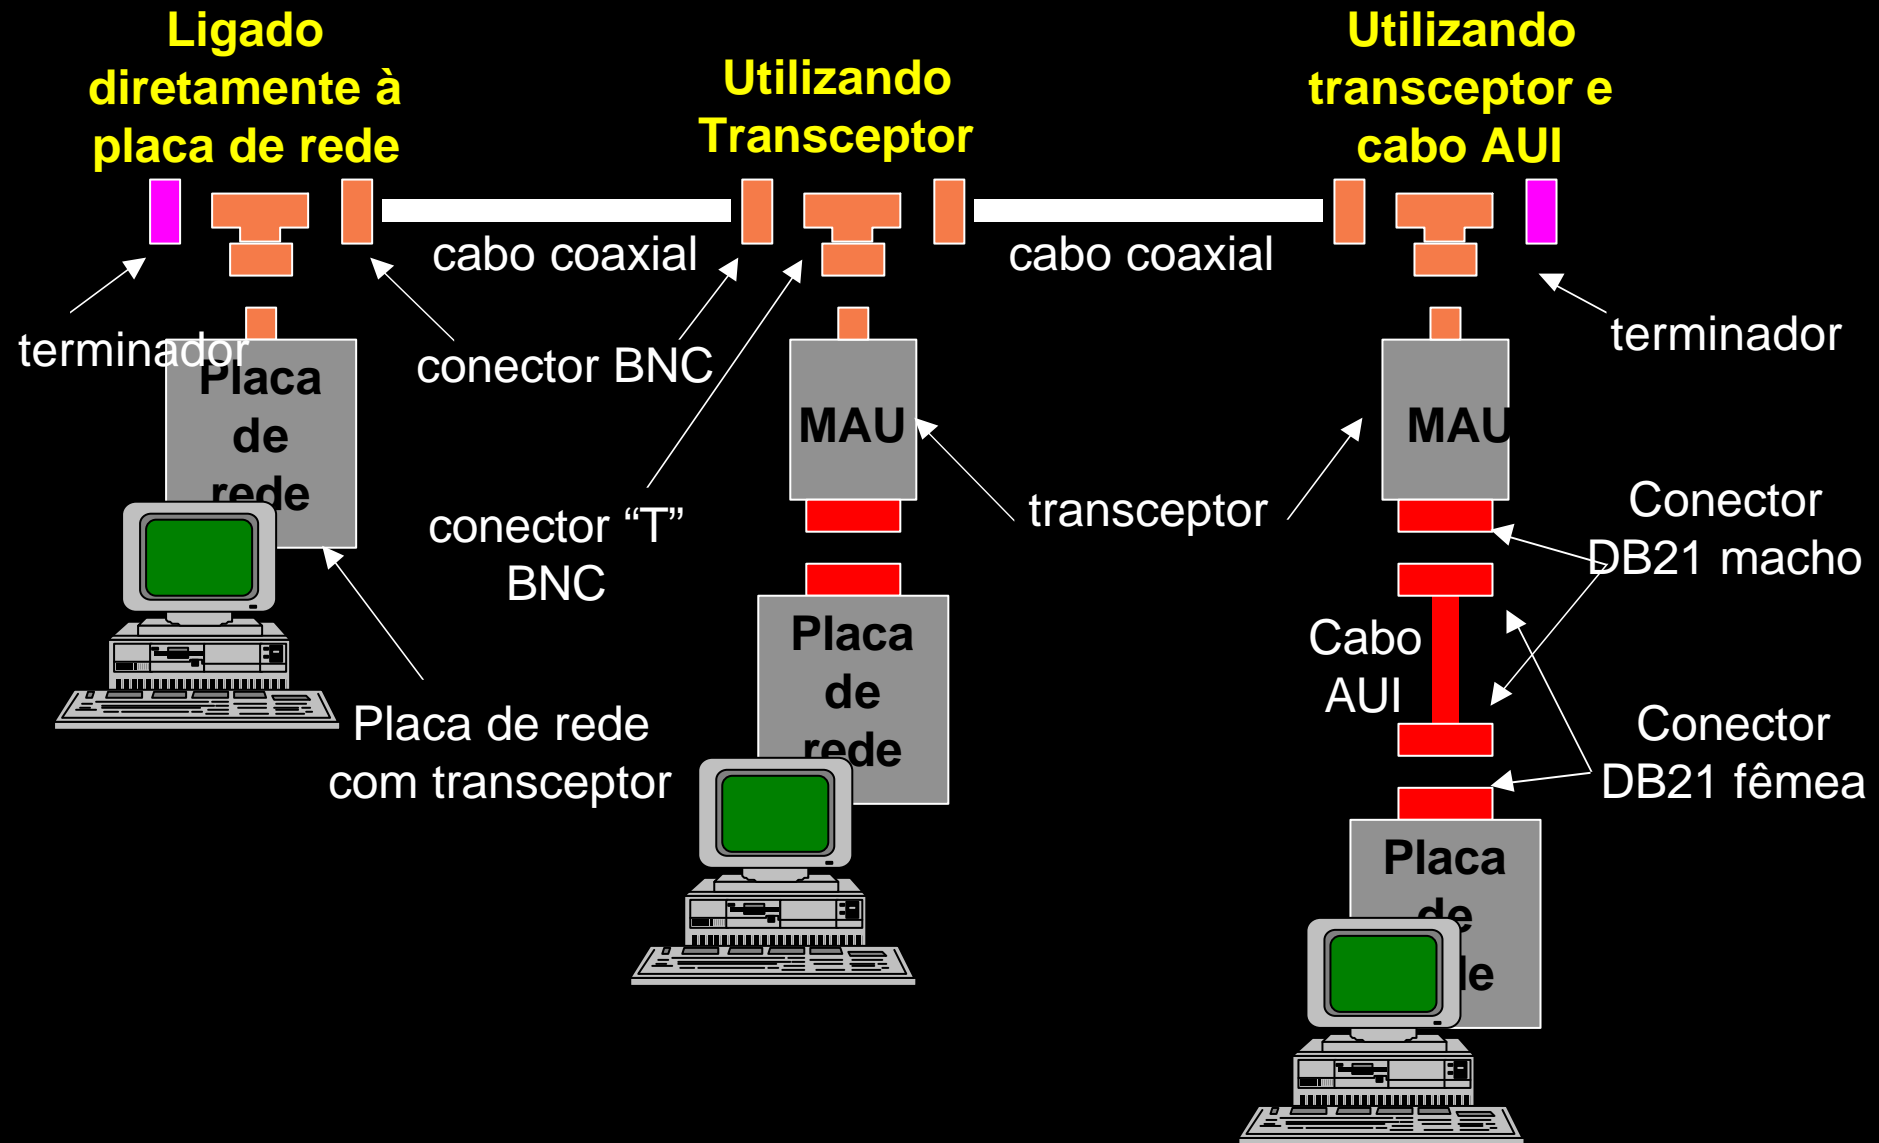 Ligado
diretamente à
placa de rede
Utilizando
Transceptor
Utilizando
transceptor e
cabo AUI
cabo coaxial
cabo coaxial
terminador
conector BNC
terminador
Placa
de
rede
MAU
MAU
conector “T”
BNC
transceptor
Conector
DB21 macho
Placa
de
rede
Cabo
AUI
Placa de rede
com transceptor
Conector
DB21 fêmea
Placa
de